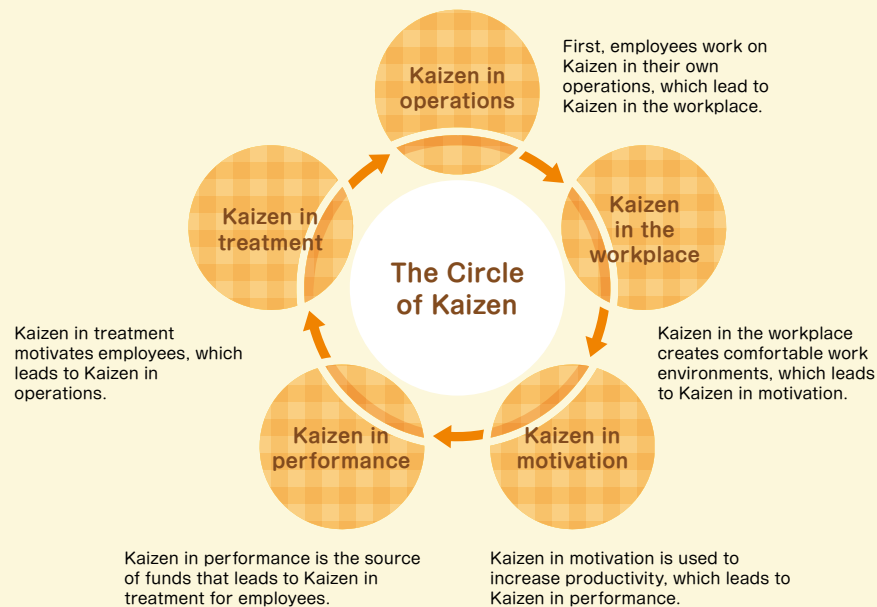 Kaizen in
operations
First, employees work on
Kaizen in their own
operations, which lead to
Kaizen in the workplace.
Kaizen
in the
workplace
Kaizen in the workplace
creates comfortable work
environments, which leads
to Kaizen in motivation.
Kaizen in
motivation
Kaizen in motivation is used to
increase productivity, which leads to
Kaizen in performance.
Kaizen in
performance
Kaizen in performance is the source
of funds that leads to Kaizen in
treatment for employees.
Kaizen in
treatment
Kaizen in treatment
motivates employees, which
leads to Kaizen in
operations.
The Circle
of Kaizen